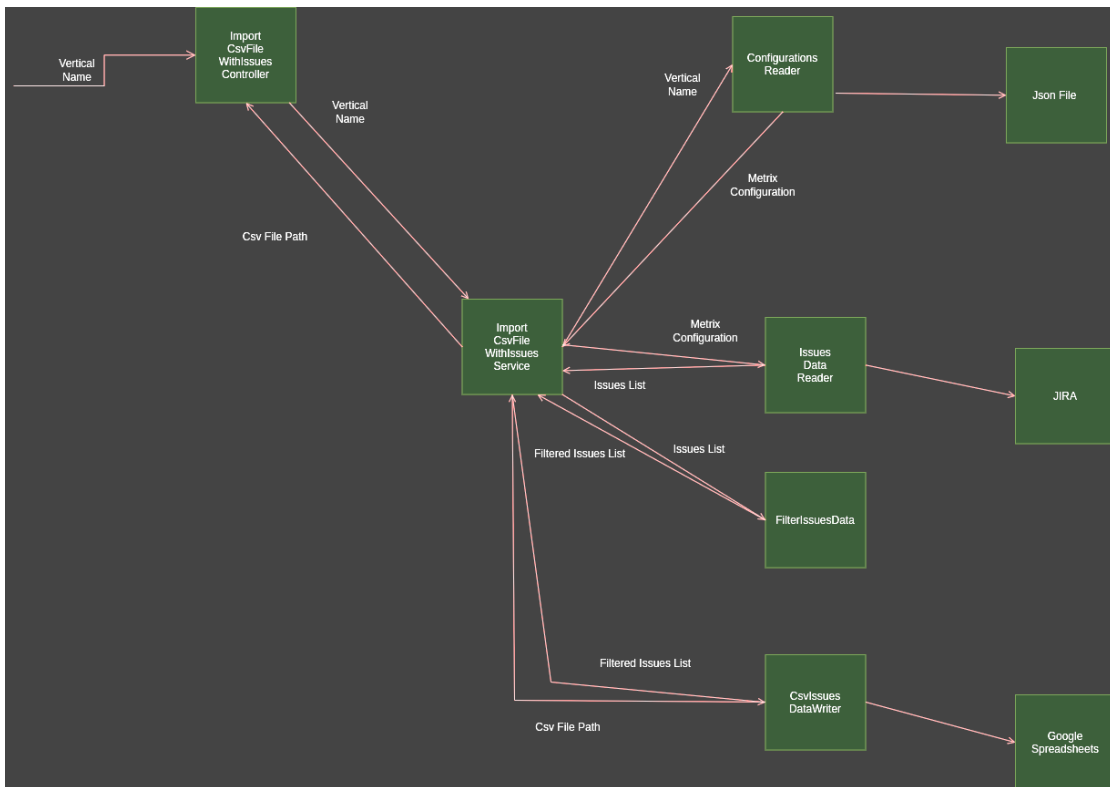 Vertical
Name
Import
CsvFile
WithIssues
Controller
Vertical
Name
Csv File Path
Vertical
Name
Configurations
Reader
Json File
Metrix
Configuration
Import
CsvFile
WithIssues
Service
Metrix
Configuration
Issues List
Issues
Data
Reader
JIRA
Filtered Issues List
Issues List
FilterIssuesData
Filtered Issues List
Csv File Path
CsvIssues
DataWriter
Google
Spreadsheets